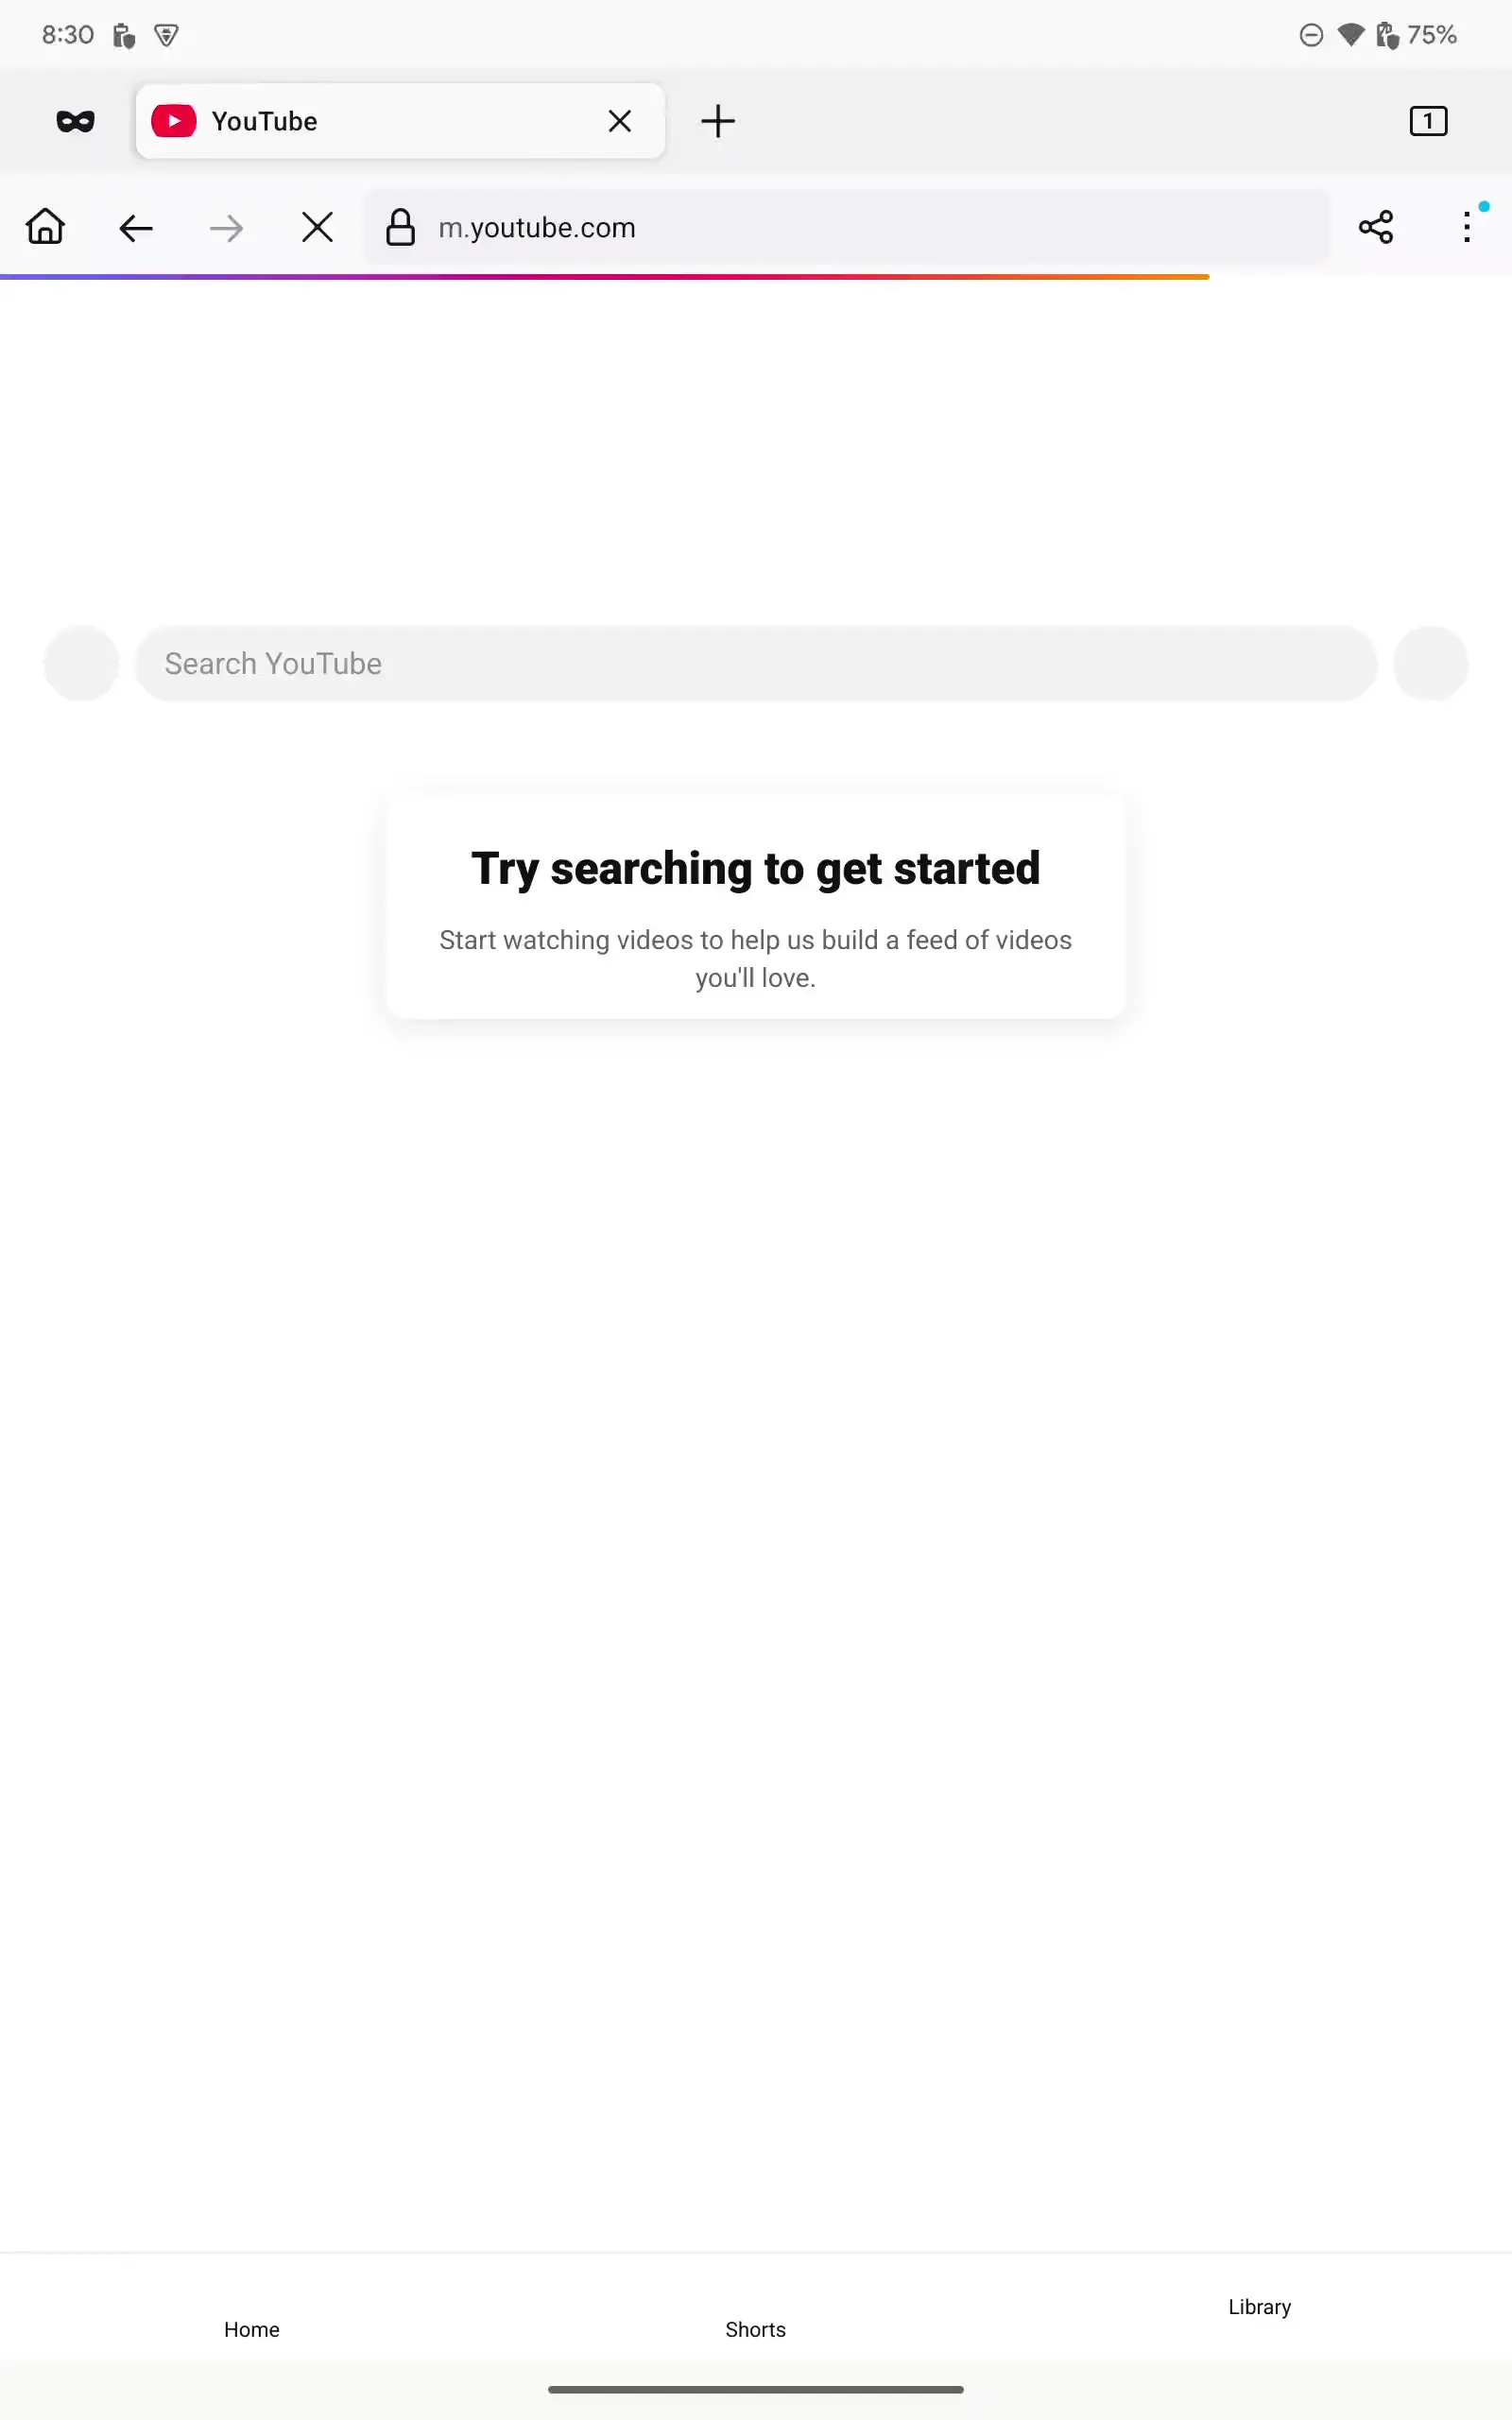 8:30
75%
YouTube
1
m.youtube.com
Search YouTube
Try searching to get started
Start watching videos to help us build a feed of videos
you'll love.
Home
Shorts
Library